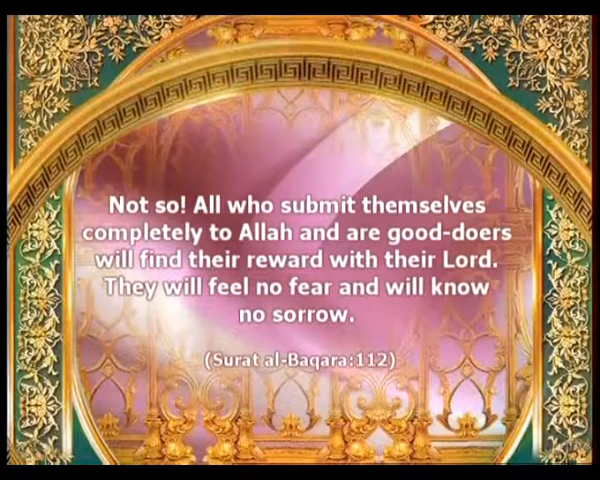 Not so! All who submit themselves
completely to Allah and are good-doers
will find their reward with their Lord.
They will feel no fear and will know
no sorrow.
(Surat al-Baqara:112)